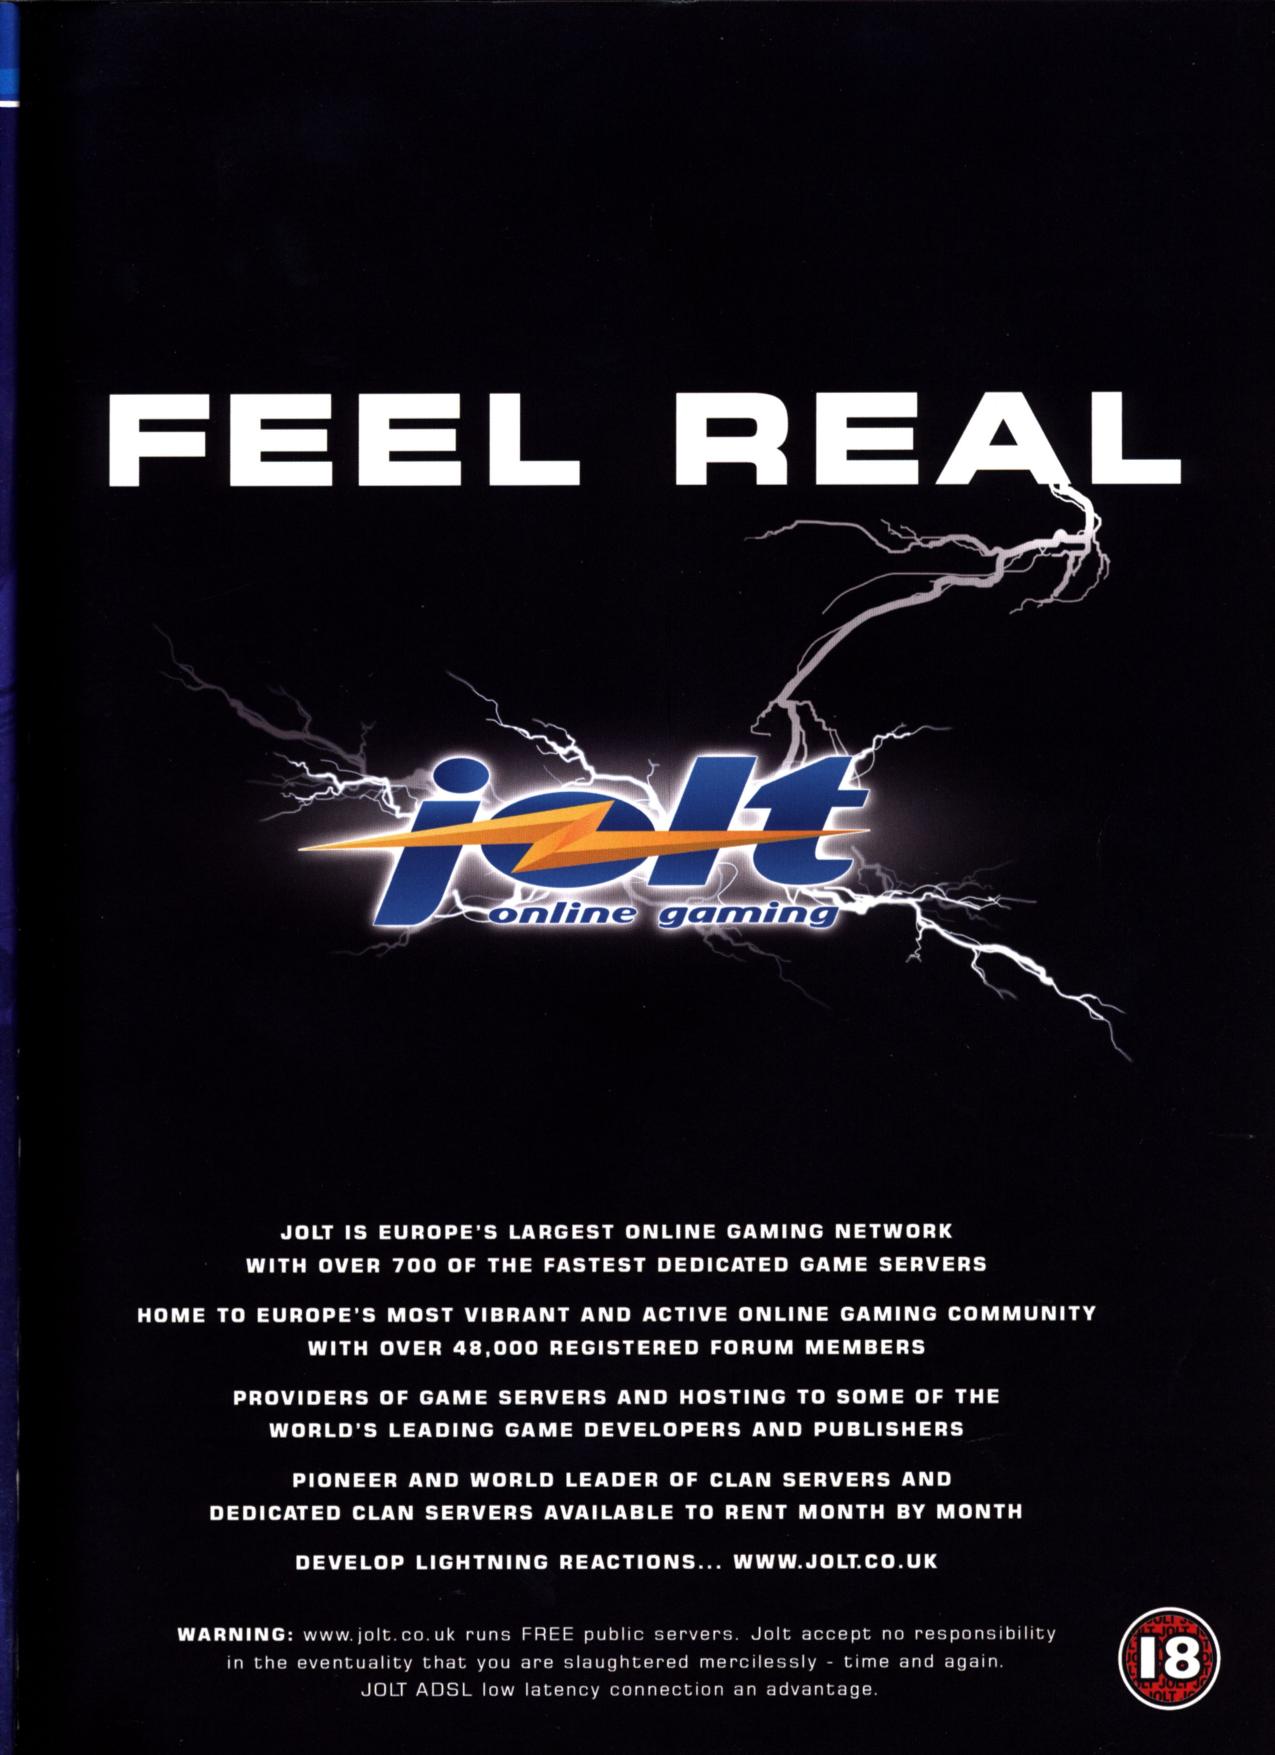 FEEL REAL
jolt
online gaming
JOLT IS EUROPE'S LARGEST ONLINE GAMING NETWORK
WITH OVER 700 OF THE FASTEST DEDICATED GAME SERVERS
HOME TO EUROPE'S MOST VIBRANT AND ACTIVE ONLINE GAMING COMMUNITY
WITH OVER 48,000 REGISTERED FORUM MEMBERS
PROVIDERS OF GAME SERVERS AND HOSTING TO SOME OF THE
WORLD'S LEADING GAME DEVELOPERS AND PUBLISHERS
PIONEER AND WORLD LEADER OF CLAN SERVERS AND
DEDICATED CLAN SERVERS AVAILABLE TO RENT MONTH BY MONTH
DEVELOP LIGHTNING REACTIONS... WWW.JOLT.CO.UK
WARNING: www.jolt.co.uk runs FREE public servers. Jolt accept no responsibility
in the eventuality that you are slaughtered mercilessly - time and again.
JOLT ADSL low latency connection an advantage.
18